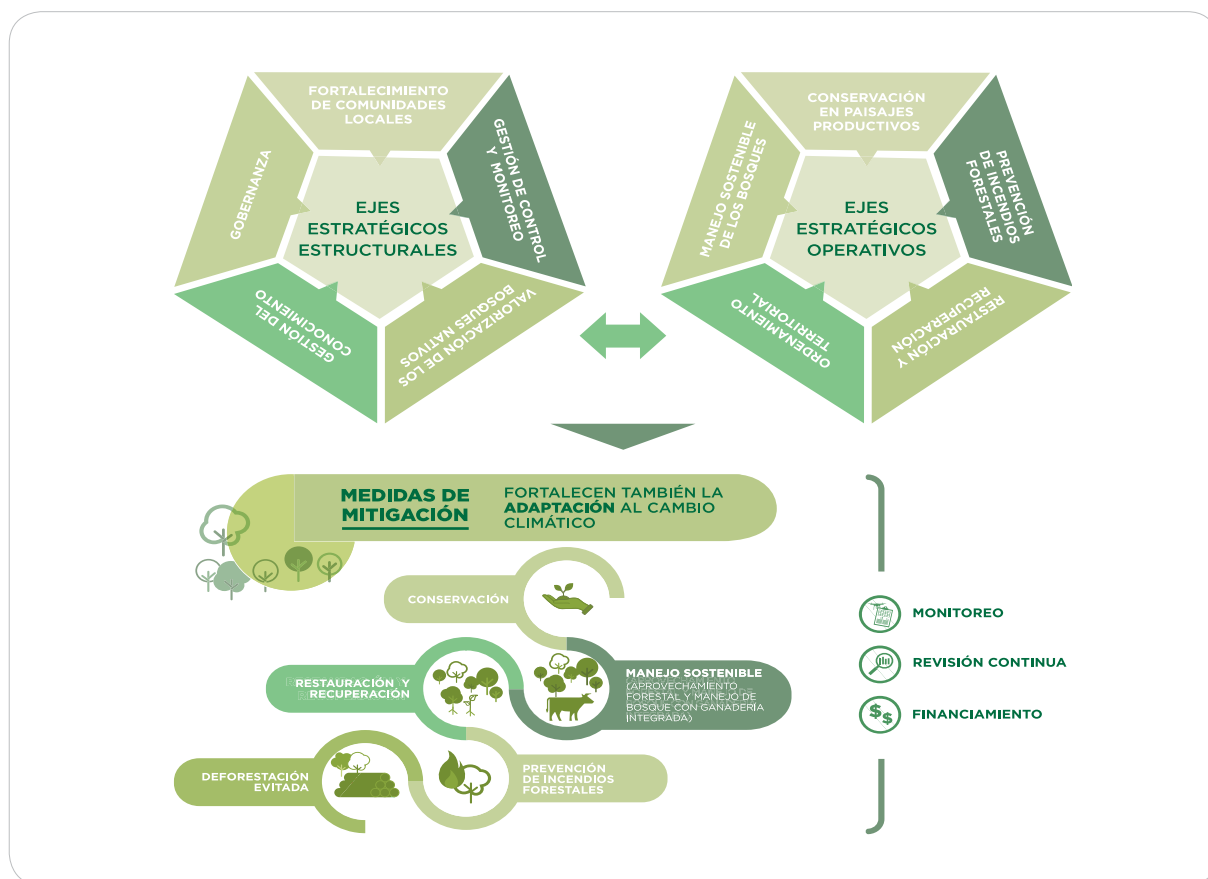 FORTALECIMIENTO
DE COMUNIDADES
LOCALES
GESTIÓN DE CONTROL
Y MONITOREO
VALORIZACIÓN DE LOS
BOSQUES NATIVOS
GESTIÓN DEL
CONOCIMIENTO
GOBERNANZA
EJES
ESTRATÉGICOS
ESTRUCTURALES
CONSERVACIÓN
EN PAISAJES
PRODUCTIVOS
PREVENCIÓN
DE INCENDIOS
FORESTALES
RESTAURACIÓN Y
RECUPERACIÓN
ORDENAMIENTO
TERRITORIAL
MANEJO SOSTENIBLE
DE LOS BOSQUES
EJES
ESTRATÉGICOS
OPERATIVOS
MEDIDAS DE
MITIGACIÓN
FORTALECEN TAMBIÉN LA
ADAPTACIÓN AL CAMBIO
CLIMÁTICO
CONSERVACIÓN
RESTAURACIÓN Y
RECUPERACIÓN
MANEJO SOSTENIBLE
(APROVECHAMIENTO
FORESTAL Y MANEJO DE
BOSQUE CON GANADERÍA
INTEGRADA)
DEFORESTACIÓN
EVITADA
PREVENCIÓN
DE INCENDIOS
FORESTALES
MONITOREO
REVISIÓN CONTINUA
$$
FINANCIAMIENTO